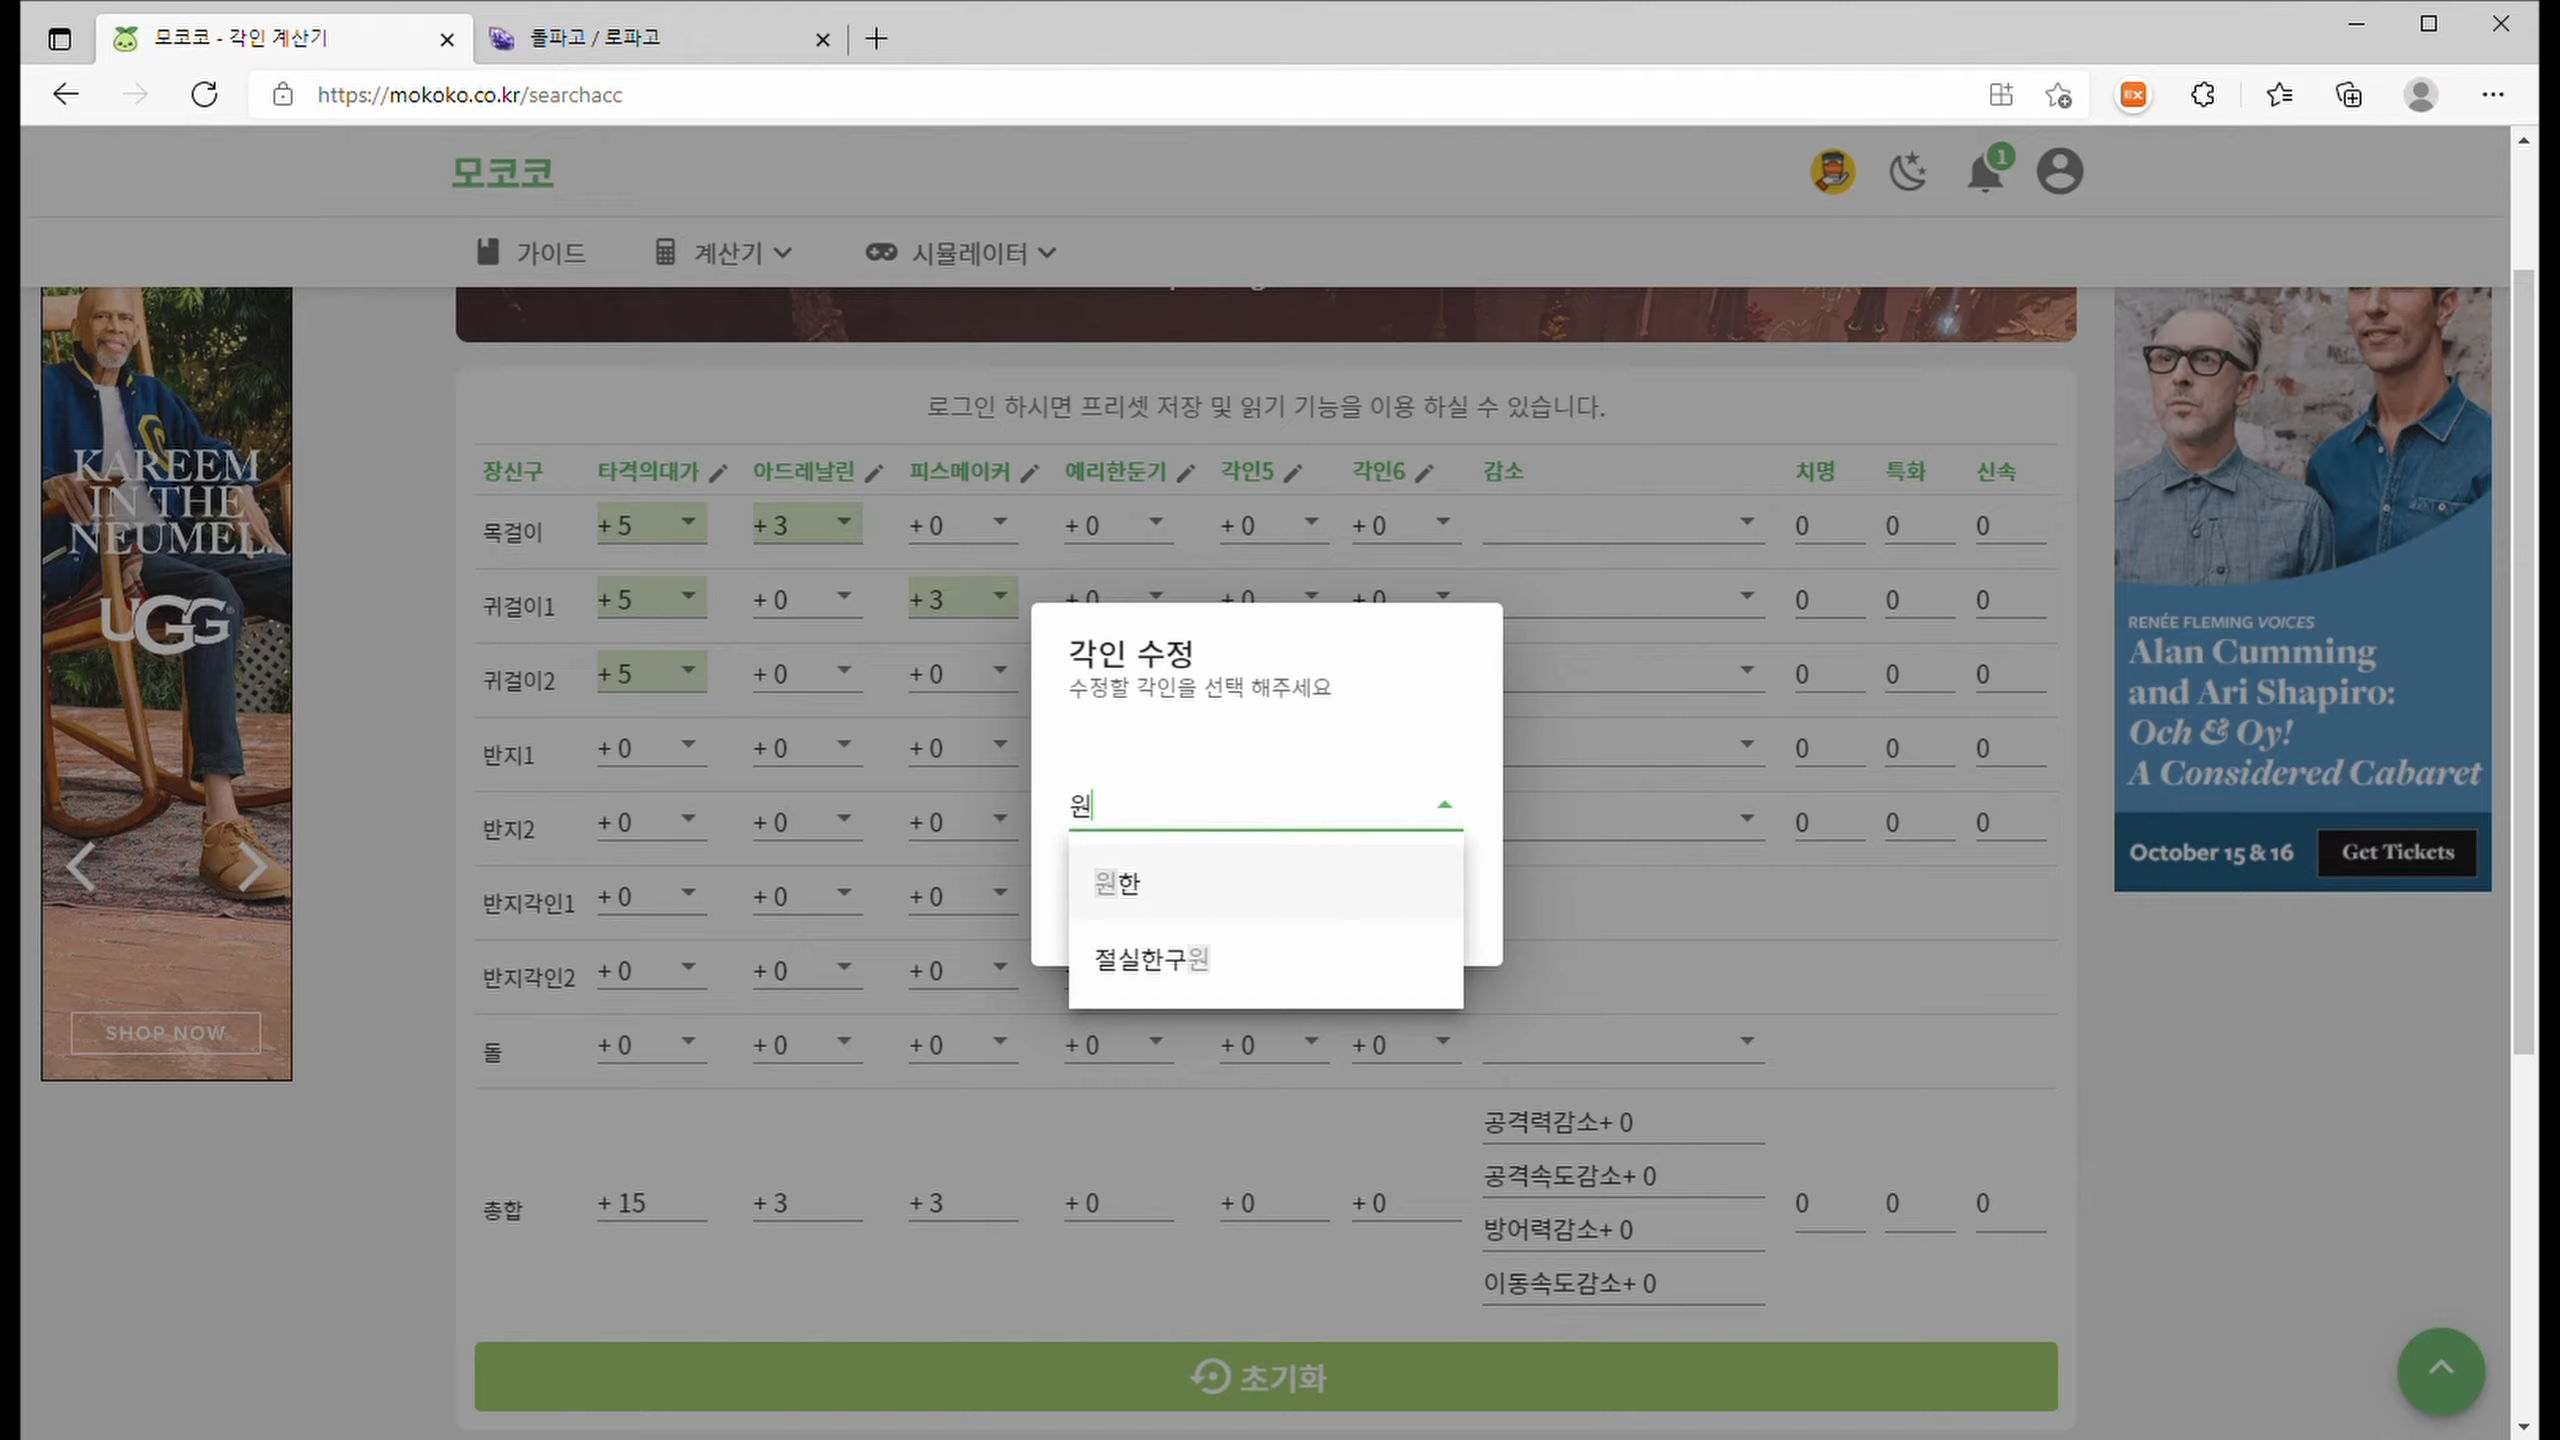 모코코 - 각인 계산기
돌파고 / 로파고
https://mokoko.co.kr/searchacc
모코코
1
가이드
계산기
시뮬레이터
로그인 하시면 프리셋 저장 및 읽기 기능을 이용 하실 수 있습니다.
장신구 타격의대가 아드레날린 피스메이커 예리한둔기 각인5 각인6 감소 치명 특화 신속
목걸이 + 5 + 3 + 0 + 0 + 0 + 0 0 0 0
귀걸이1 + 5 + 0 + 3 + 0 + 0 + 0 0 0 0
귀걸이2 + 5 + 0 + 0 0 0 0
반지1 + 0 + 0 + 0 0 0 0
반지2 + 0 + 0 + 0 0 0 0
반지각인1 + 0 + 0 + 0
반지각인2 + 0 + 0 + 0
돌 + 0 + 0 + 0 + 0 + 0 + 0
총합 + 15 + 3 + 3 + 0 + 0 + 0 0 0 0
공격력감소+ 0
공격속도감소+ 0
방어력감소+ 0
이동속도감소+ 0
초기화
각인 수정
수정할 각인을 선택 해주세요
원
원한
절실한구원
KAREEM
IN THE
NEUMEL.
UGG
SHOP NOW
RENÉE FLEMING VOICES
Alan Cumming
and Ari Shapiro:
Och & Oy!
A Considered Cabaret
October 15 & 16
Get Tickets